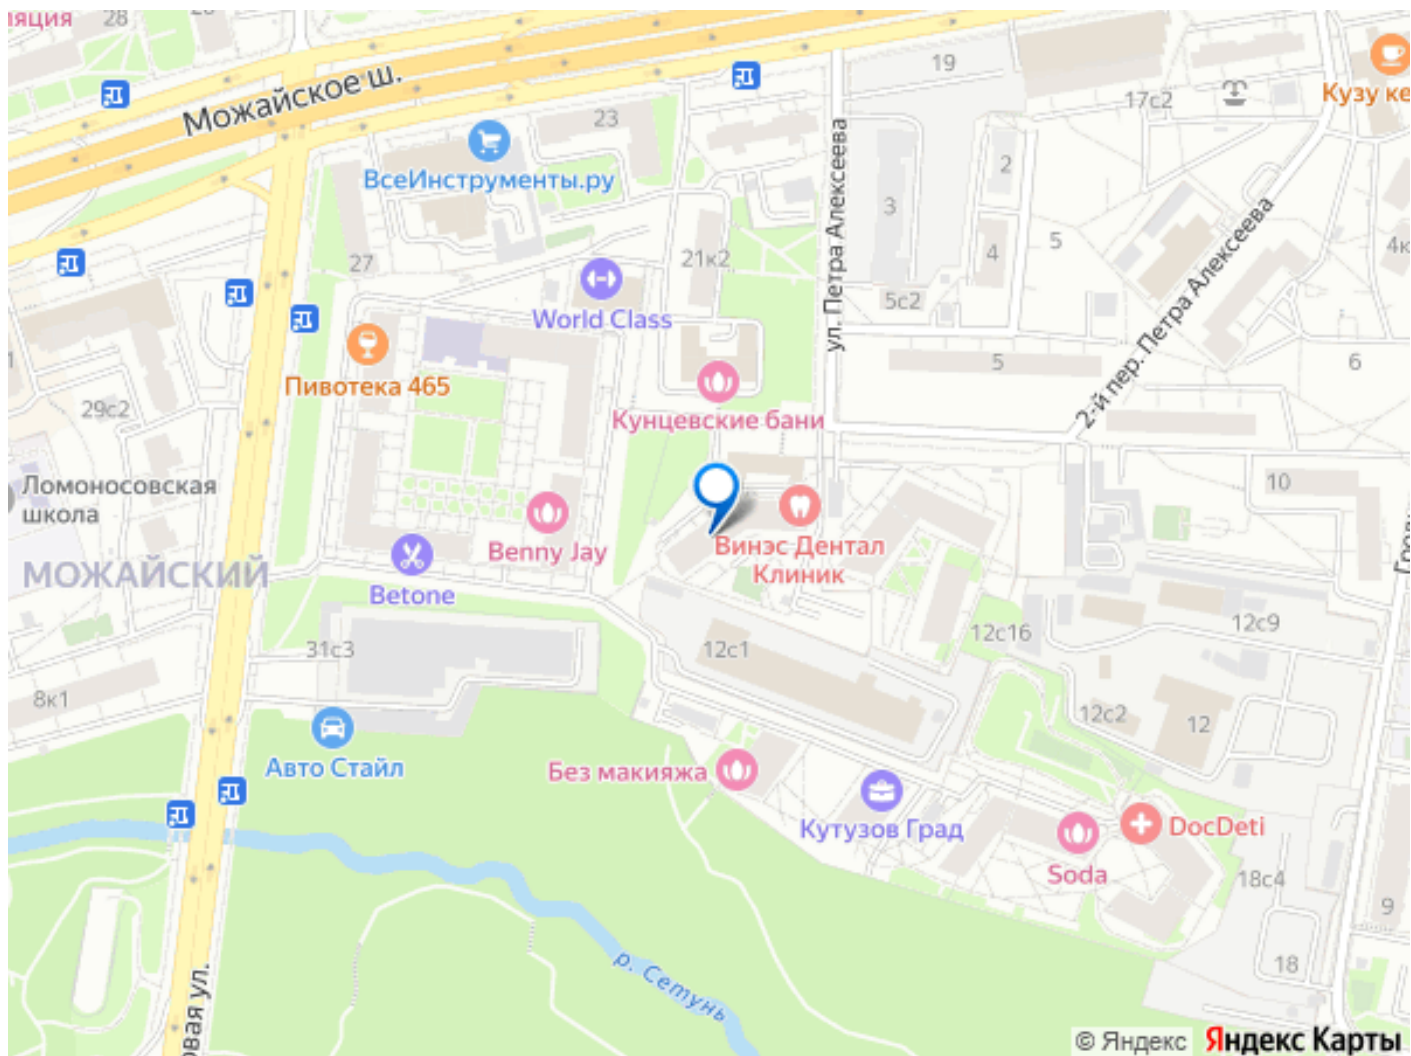 яция
28
Можайское ш.
23
19
17с2
Кузу ке
ВсеИнструменты.ру
ул. Петра Алексеева
2
3
4
5
4к
27
21к2
World Class
5с2
2-й пер. Петра Алексеева
5
6
Пивотека 465
29с2
Кунцевские бани
Ломоносовская
школа
10
Benny Jay
Винэс Дентал
Клиник
МОЖАЙСКИЙ
Betone
31с3
12с1
12с16
12с9
8к1
12с2
12
Авто Стайл
Без макияжа
Кутузов Град
DocDeti
Soda
18с4
9
18
р. Сетунь
овая ул.
© Яндекс Яндекс Карты